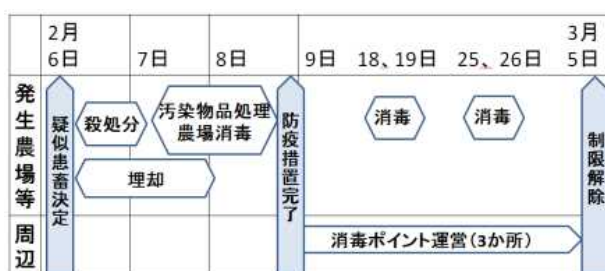 2月
3月
6日 7日 8日 9日 18、19日 25、26日 5日
発生農場等
疑似患畜決定
殺処分
汚染物品処理
農場消毒
埋却
防疫措置完了
消毒
消毒
制限解除
周辺
消毒ポイント運営(3か所)